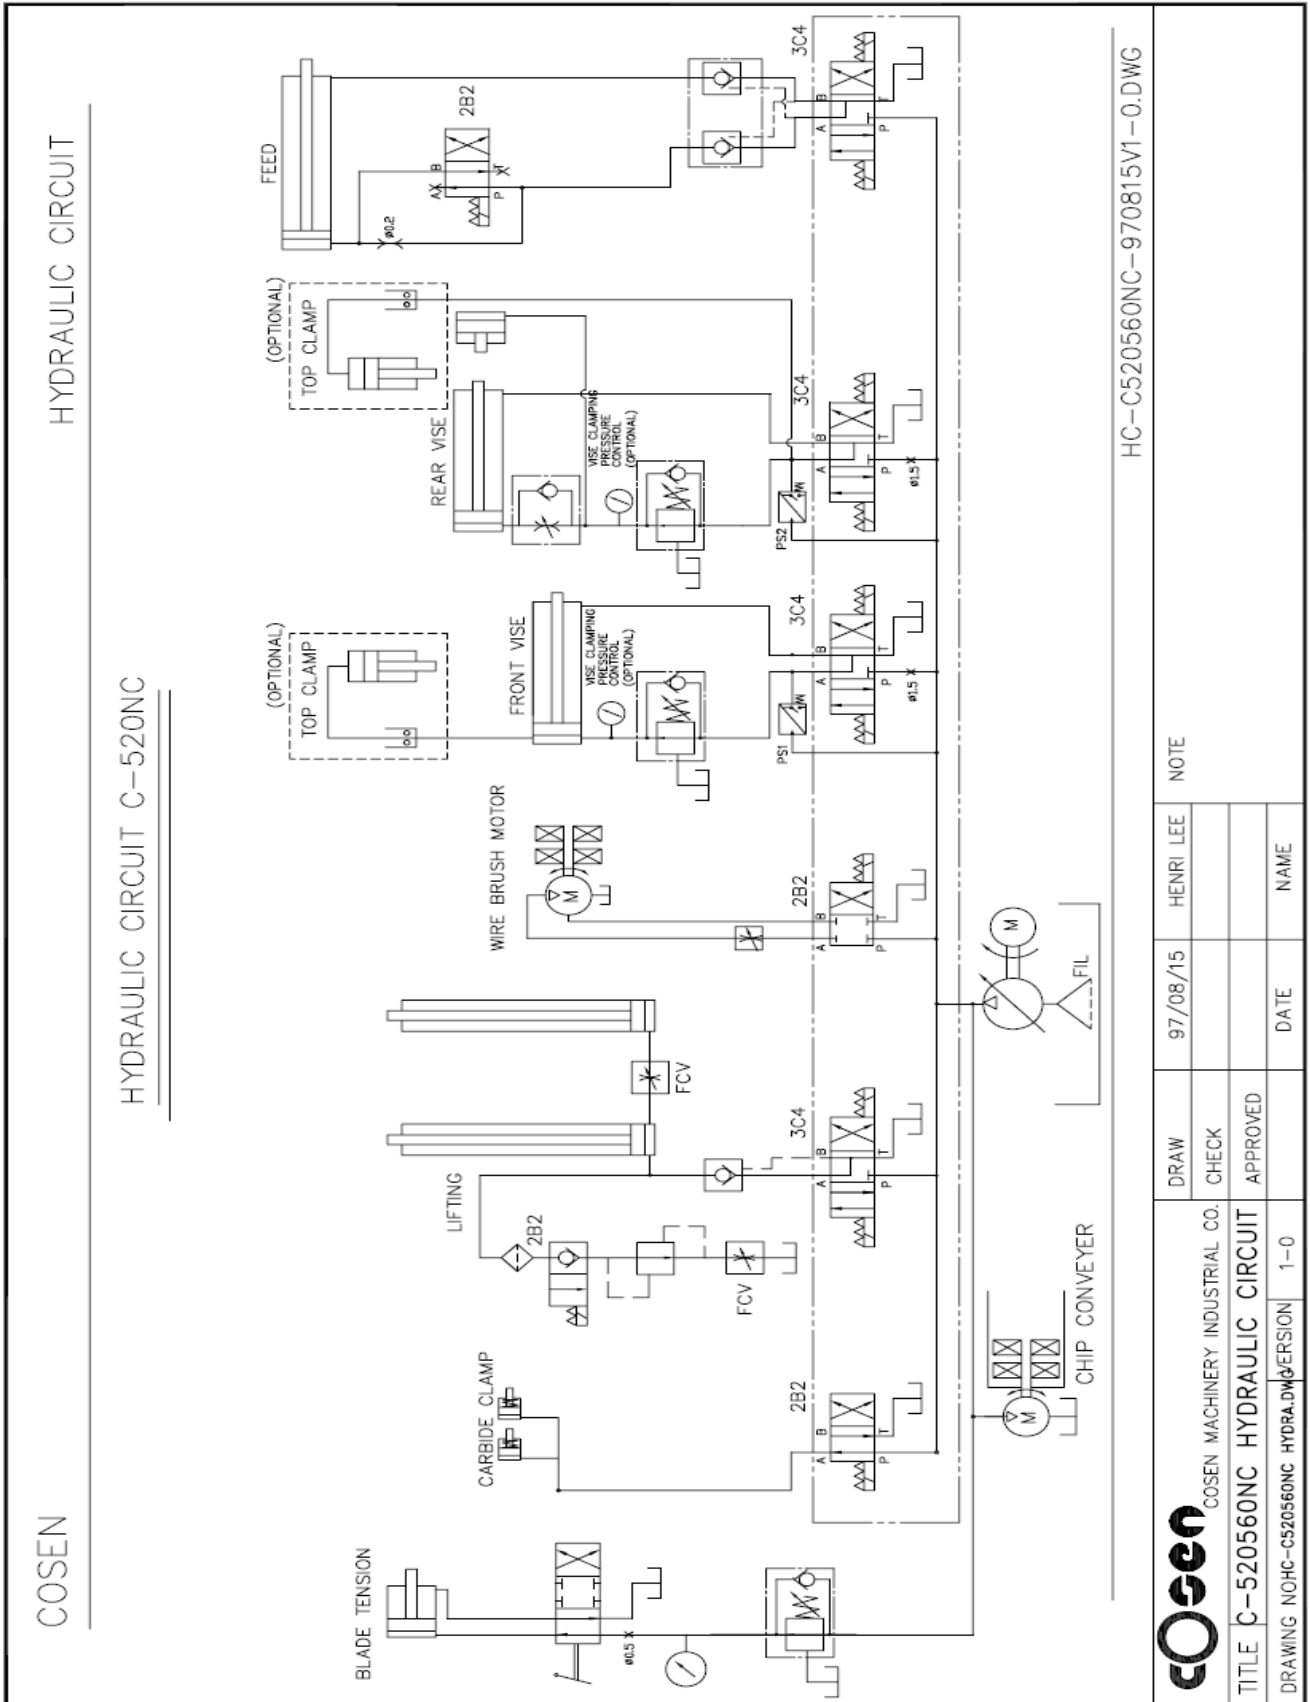 COSEN
HYDRAULIC CIRCUIT
HYDRAULIC CIRCUIT C-520NC
BLADE TENSION
ø0.5
CARBIDE CLAMP
2B2
A B
P T
LIFTING
2B2
FCV
FCV
3C4
A B
P T
WIRE BRUSH MOTOR
M
2B2
A B
P T
(OPTIONAL)
TOP CLAMP
FRONT VISE
VISE CLAMPING
PRESSURE
CONTROL
(OPTIONAL)
PS1
3C4
A B
P T
ø1.5
(OPTIONAL)
TOP CLAMP
REAR VISE
VISE CLAMPING
PRESSURE
CONTROL
(OPTIONAL)
PS2
3C4
A B
P T
ø1.5
FEED
ø0.2
2B2
A B
P T
3C4
A B
P T
M
CHIP CONVEYER
M
FIL
HC-C520560NC-970815V1-0.DWG
cosen
COSEN MACHINERY INDUSTRIAL CO.
TITLE C-520560NC HYDRAULIC CIRCUIT
DRAWING NOHC-C520560NC HYDRA.DWG VERSION 1-0
DRAW 97/08/15 HENRI LEE NOTE
CHECK
APPROVED
DATE NAME